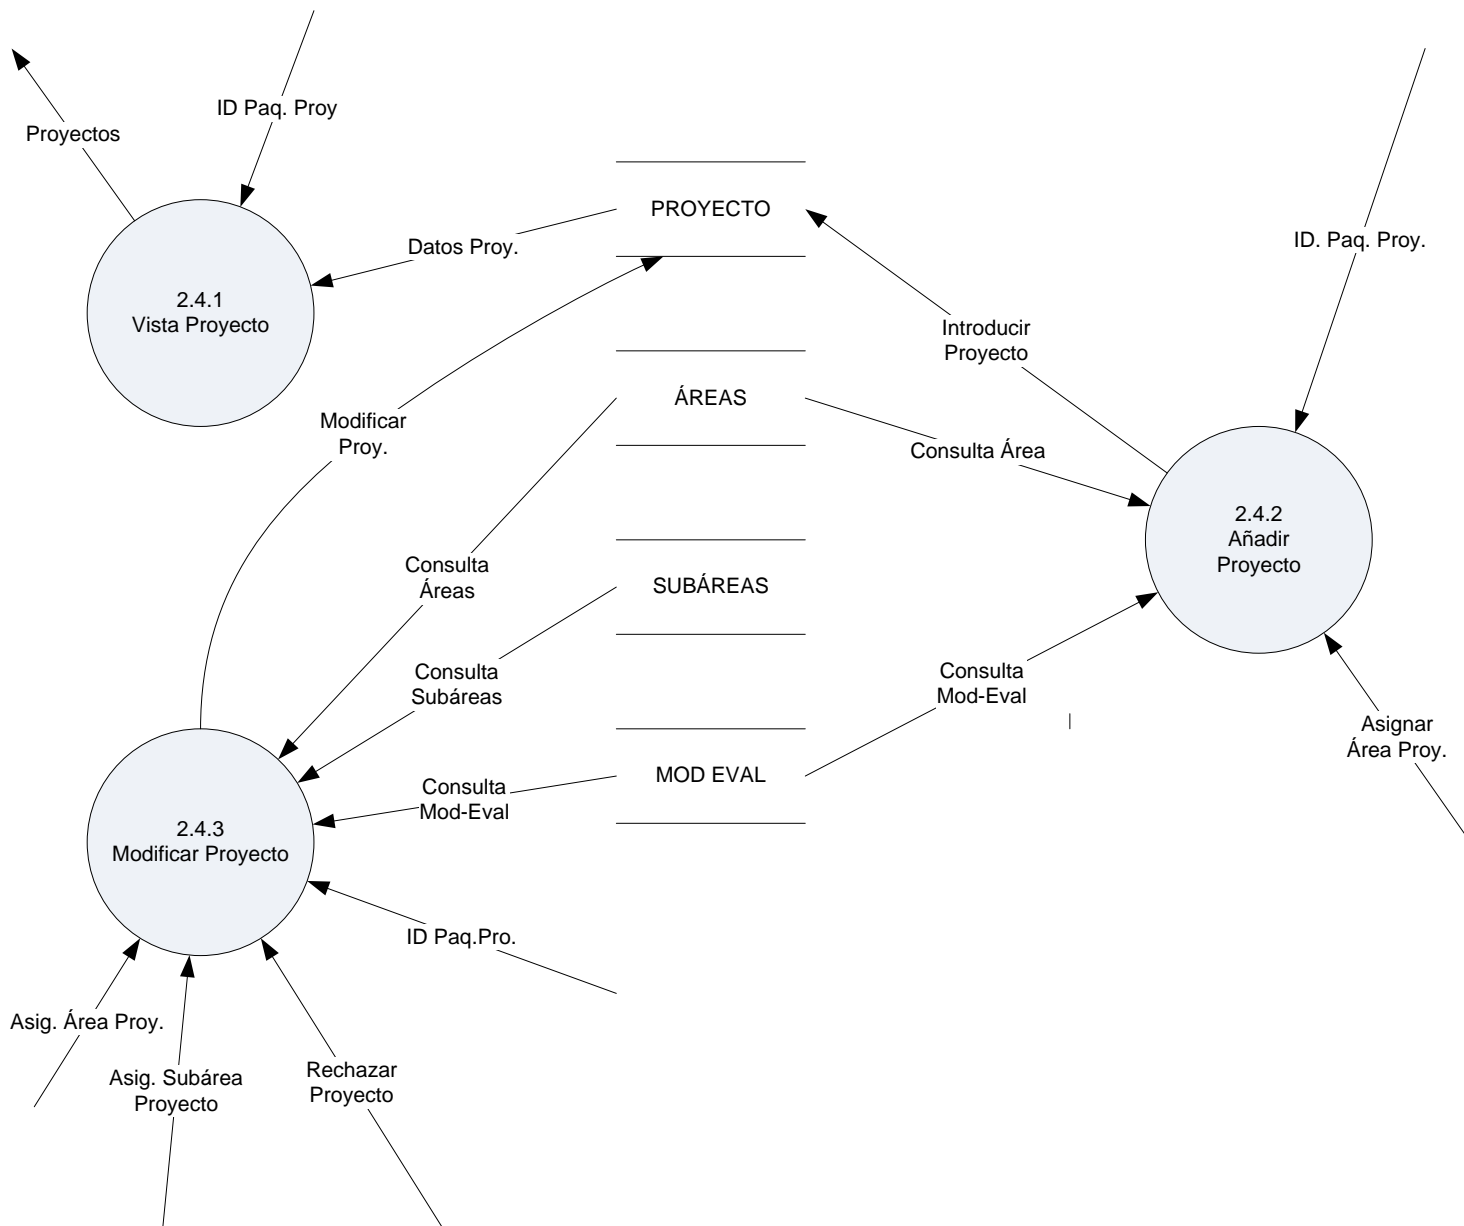 ID Paq. Proy
Proyectos
PROYECTO
Datos Proy.
ID. Paq. Proy.
2.4.1
Vista Proyecto
Introducir
Proyecto
ÁREAS
Modificar
Proy.
Consulta Área
2.4.2
Añadir
Proyecto
Consulta
Áreas
SUBÁREAS
Consulta
Subáreas
Consulta
Mod-Eval
Asignar
Área Proy.
MOD EVAL
Consulta
Mod-Eval
2.4.3
Modificar Proyecto
ID Paq.Pro.
Asig. Área Proy.
Asig. Subárea
Proyecto
Rechazar
Proyecto